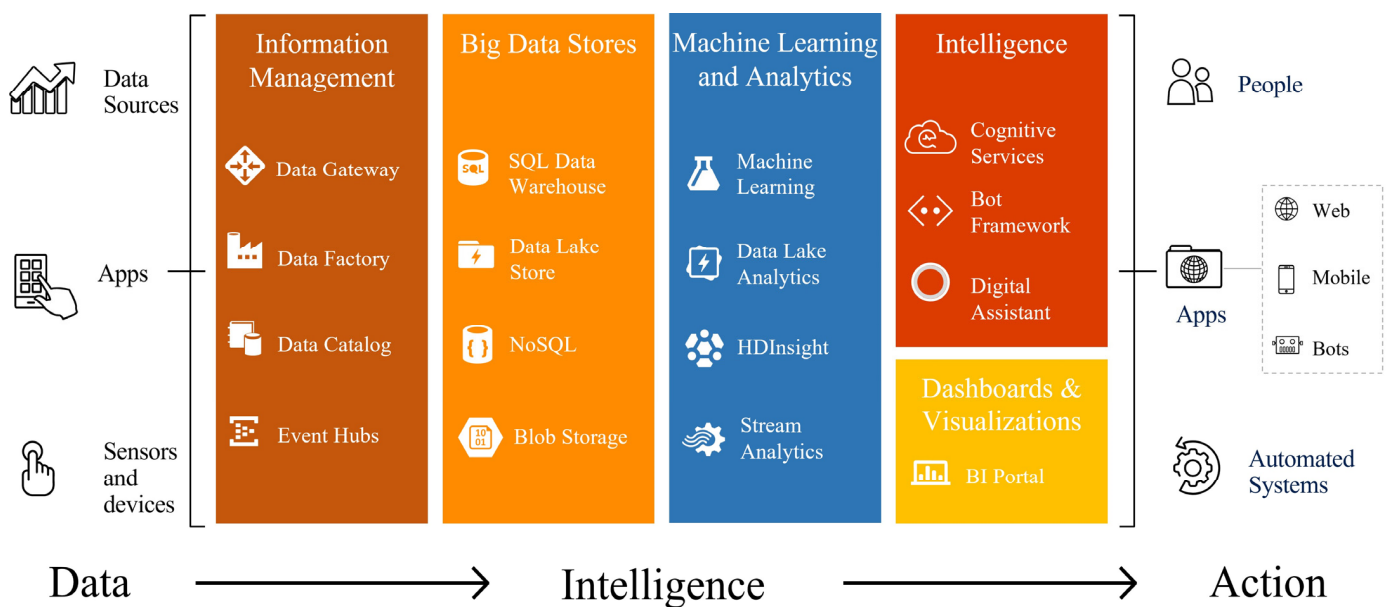 Data
Sources
Apps
Sensors
and
devices
Information
Management
Data Gateway
Data Factory
Data Catalog
Event Hubs
Big Data Stores
SQL
SQL Data
Warehouse
Data Lake
Store
{ }
NoSQL
10
01
Blob Storage
Machine Learning
and Analytics
Machine
Learning
Data Lake
Analytics
HDInsight
Stream
Analytics
Intelligence
Cognitive
Services
Bot
Framework
Digital
Assistant
Dashboards &
Visualizations
BI Portal
People
Apps
Web
Mobile
Bots
Automated
Systems
Data
Intelligence
Action